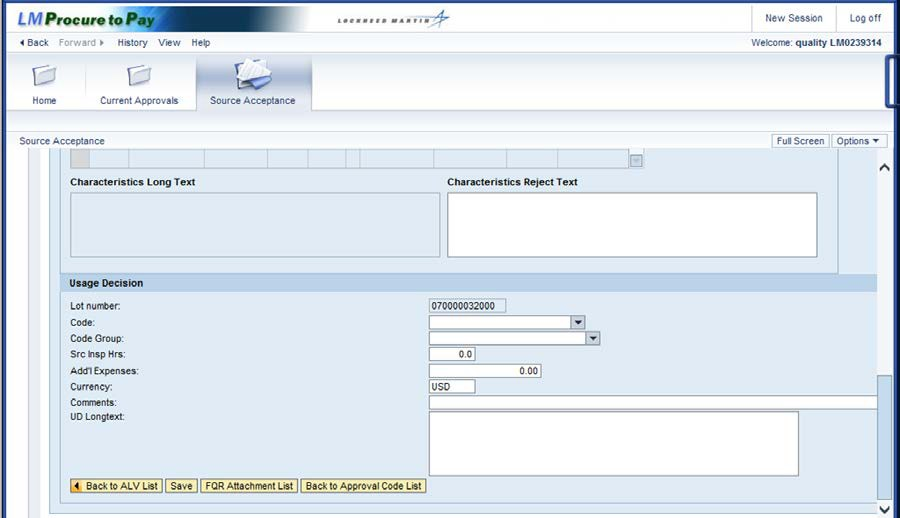 LM Procure to Pay
LOCKHEED MARTIN
New Session
Log off
Back Forward History View Help
Welcome: quality LM0239314
Home
Current Approvals
Source Acceptance
Source Acceptance
Full Screen
Options
Characteristics Long Text
Characteristics Reject Text
Usage Decision
Lot number: 070000032000
Code:
Code Group:
Src Insp Hrs: 0.0
Add'l Expenses: 0.00
Currency: USD
Comments:
UD Longtext:
Back to ALV List
Save
FQR Attachment List
Back to Approval Code List